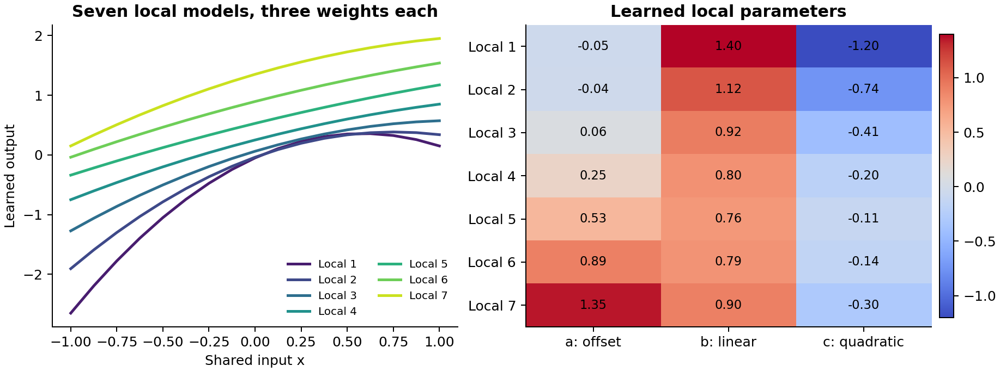 Seven local models, three weights each
2
1
0
−1
−2
Learned output
−1.00 −0.75 −0.50 −0.25 0.00 0.25 0.50 0.75 1.00
Shared input x
Local 1
Local 2
Local 3
Local 4
Local 5
Local 6
Local 7
Learned local parameters
Local 1 -0.05 1.40 -1.20
Local 2 -0.04 1.12 -0.74
Local 3 0.06 0.92 -0.41
Local 4 0.25 0.80 -0.20
Local 5 0.53 0.76 -0.11
Local 6 0.89 0.79 -0.14
Local 7 1.35 0.90 -0.30
a: offset b: linear c: quadratic
1.0
0.5
0.0
−0.5
−1.0